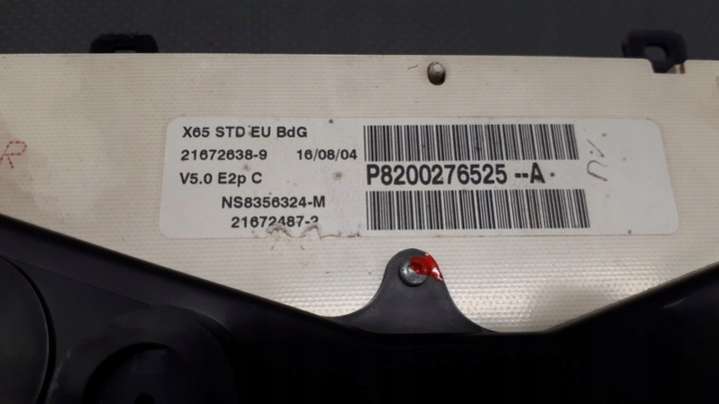 X65 STD EU BdG
21672638-9 16/08/04
V5.0 E2p C
P8200276525--A
NS8356324-M
21672487-2
R